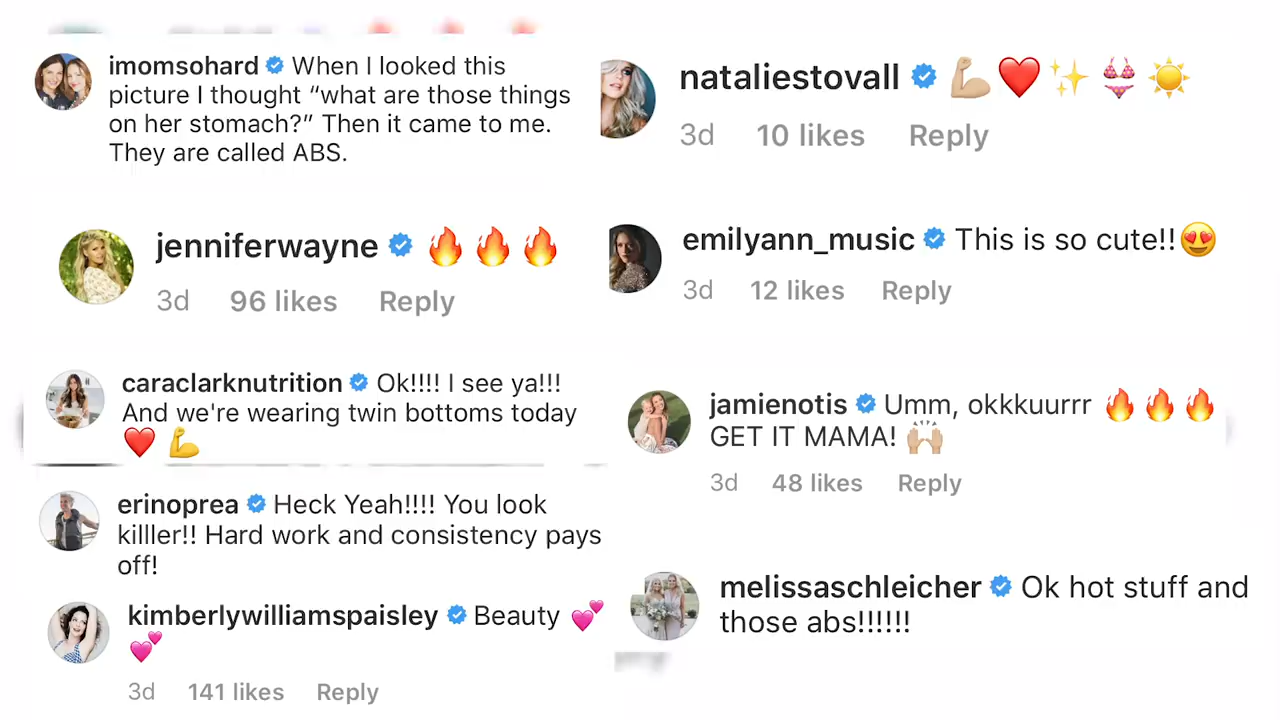 imomsohard When I looked this
picture I thought “what are those things
on her stomach?” Then it came to me.
They are called ABS.
jenniferwayne 🔥🔥🔥
3d 96 likes Reply
caraclarknutrition Ok!!!! I see ya!!!
And we're wearing twin bottoms today
❤️💪
erinoprea Heck Yeah!!!! You look
killler!! Hard work and consistency pays
off!
kimberlywilliamspaisley Beauty 💕
💕
3d 141 likes Reply
nataliestovall 💪🏼❤️✨👙☀️
3d 10 likes Reply
emilyann_music This is so cute!!😍
3d 12 likes Reply
jamienotis Umm, okkkuurrr 🔥🔥🔥
GET IT MAMA! 🙌🏼
3d 48 likes Reply
melissaschleicher Ok hot stuff and
those abs!!!!!!